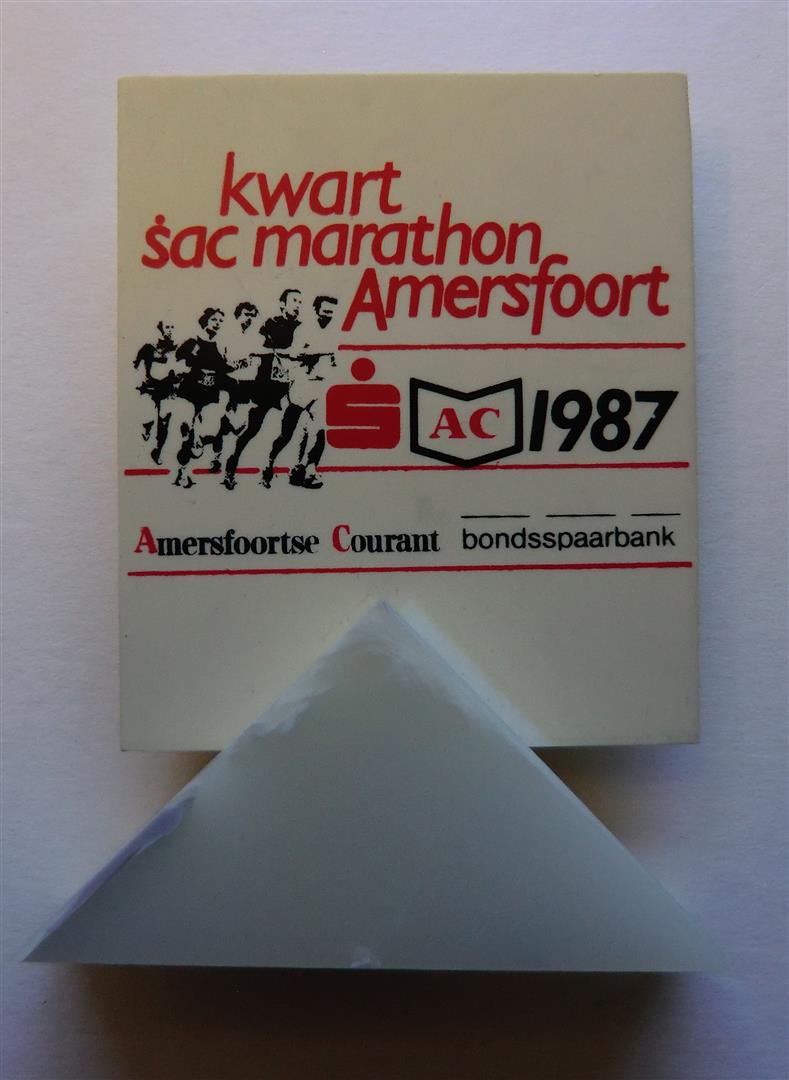 kwart
ṡac marathon
Amersfoort
AC 1987
Amersfoortse Courant bondsspaarbank